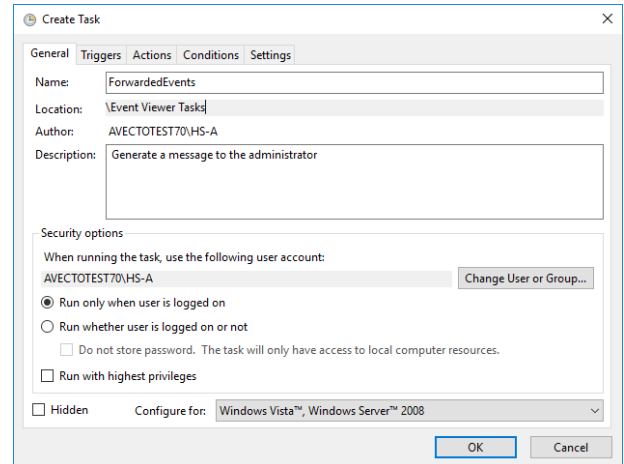 Create Task
General Triggers Actions Conditions Settings
Name: ForwardedEvents
Location: \Event Viewer Tasks
Author: AVECTOTEST70\HS-A
Description: Generate a message to the administrator
Security options
When running the task, use the following user account:
AVECTOTEST70\HS-A Change User or Group...
Run only when user is logged on
Run whether user is logged on or not
Do not store password. The task will only have access to local computer resources.
Run with highest privileges
Hidden Configure for: Windows Vista™, Windows Server™ 2008
OK Cancel